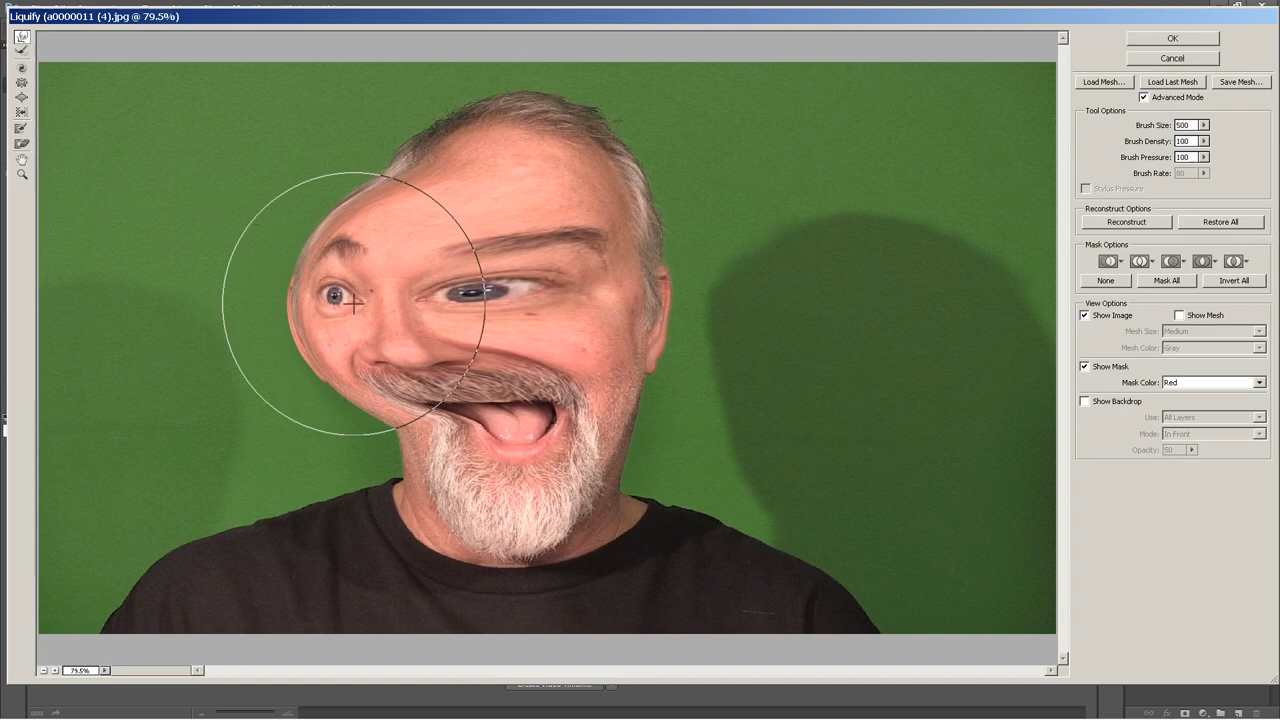 Liquify (a0000011 (4).jpg @ 79.5%)
OK
Cancel
Load Mesh...
Load Last Mesh
Save Mesh...
Advanced Mode
Tool Options
Brush Size: 500
Brush Density: 100
Brush Pressure: 100
Brush Rate: 80
Stylus Pressure
Reconstruct Options
Reconstruct
Restore All
Mask Options
None
Mask All
Invert All
View Options
Show Image
Show Mesh
Mesh Size: Medium
Mesh Color: Gray
Show Mask
Mask Color: Red
Show Backdrop
Use: All Layers
Mode: In Front
Opacity: 50
79.5%